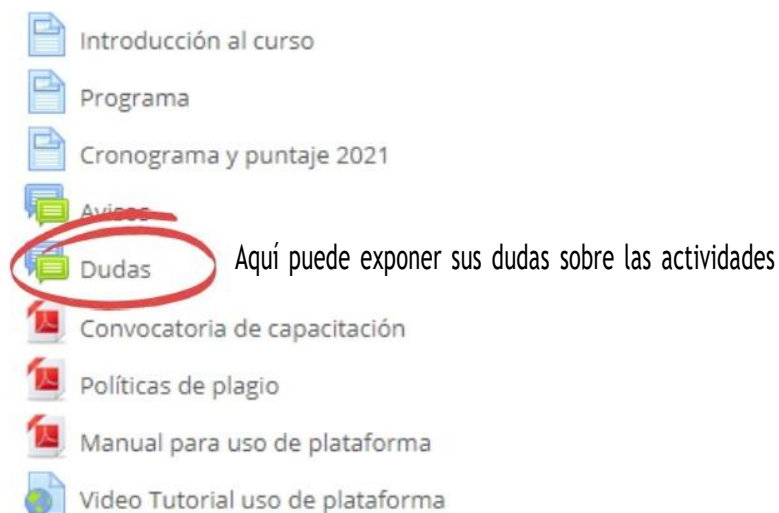 Introducción al curso
Programa
Cronograma y puntaje 2021
Avisos
Dudas Aquí puede exponer sus dudas sobre las actividades
Convocatoria de capacitación
Políticas de plagio
Manual para uso de plataforma
Video Tutorial uso de plataforma